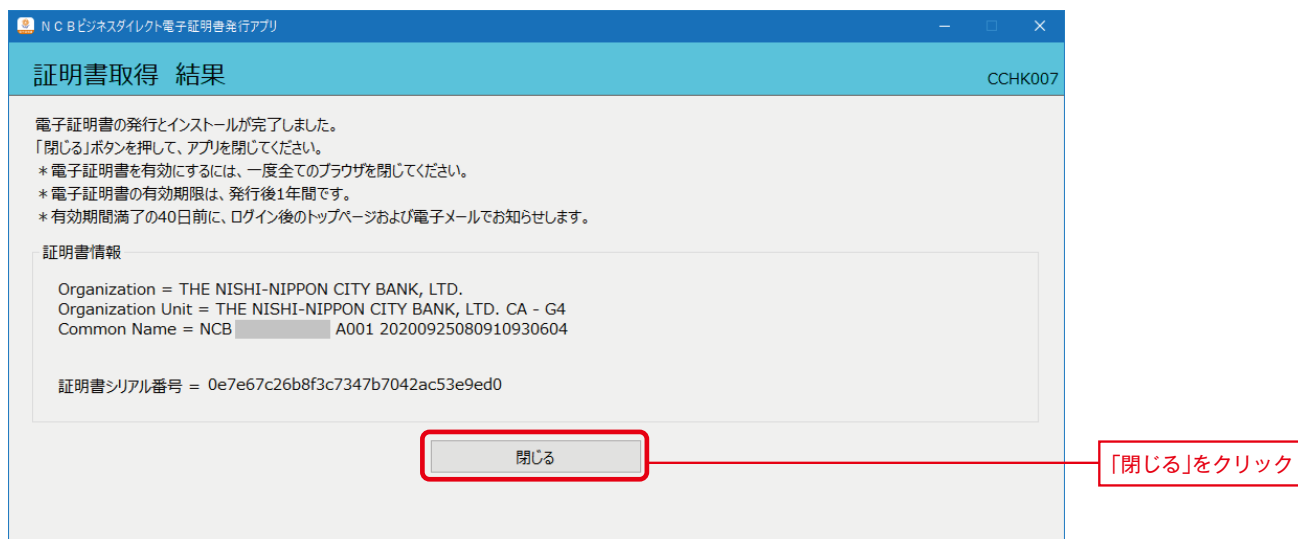 NCBビジネスダイレクト電子証明書発行アプリ
証明書取得 結果
CCHK007
電子証明書の発行とインストールが完了しました。
「閉じる」ボタンを押して、アプリを閉じてください。
＊電子証明書を有効にするには、一度全てのブラウザを閉じてください。
＊電子証明書の有効期限は、発行後1年間です。
＊有効期間満了の40日前に、ログイン後のトップページおよび電子メールでお知らせします。
証明書情報
Organization = THE NISHI-NIPPON CITY BANK, LTD.
Organization Unit = THE NISHI-NIPPON CITY BANK, LTD. CA - G4
Common Name = NCB A001 20200925080910930604
証明書シリアル番号 = 0e7e67c26b8f3c7347b7042ac53e9ed0
閉じる
「閉じる」をクリック